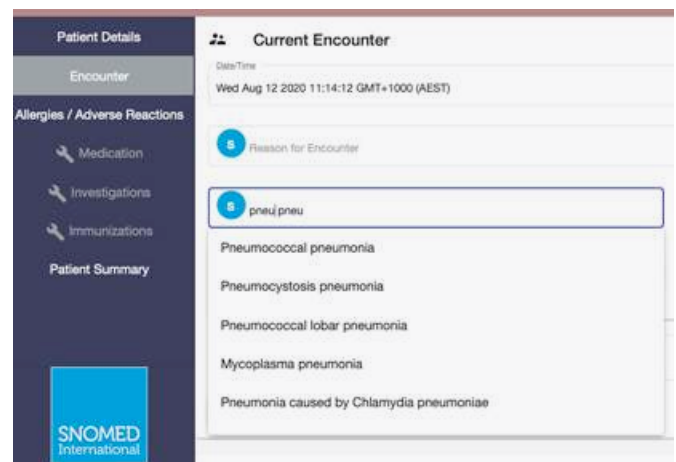 Patient Details
Encounter
Allergies / Adverse Reactions
Medication
Investigations
Immunizations
Patient Summary
SNOMED
International
Current Encounter
Date/Time
Wed Aug 12 2020 11:14:12 GMT+1000 (AEST)
S Reason for Encounter
S pneu pneu
Pneumococcal pneumonia
Pneumocystosis pneumonia
Pneumococcal lobar pneumonia
Mycoplasma pneumonia
Pneumonia caused by Chlamydia pneumoniae